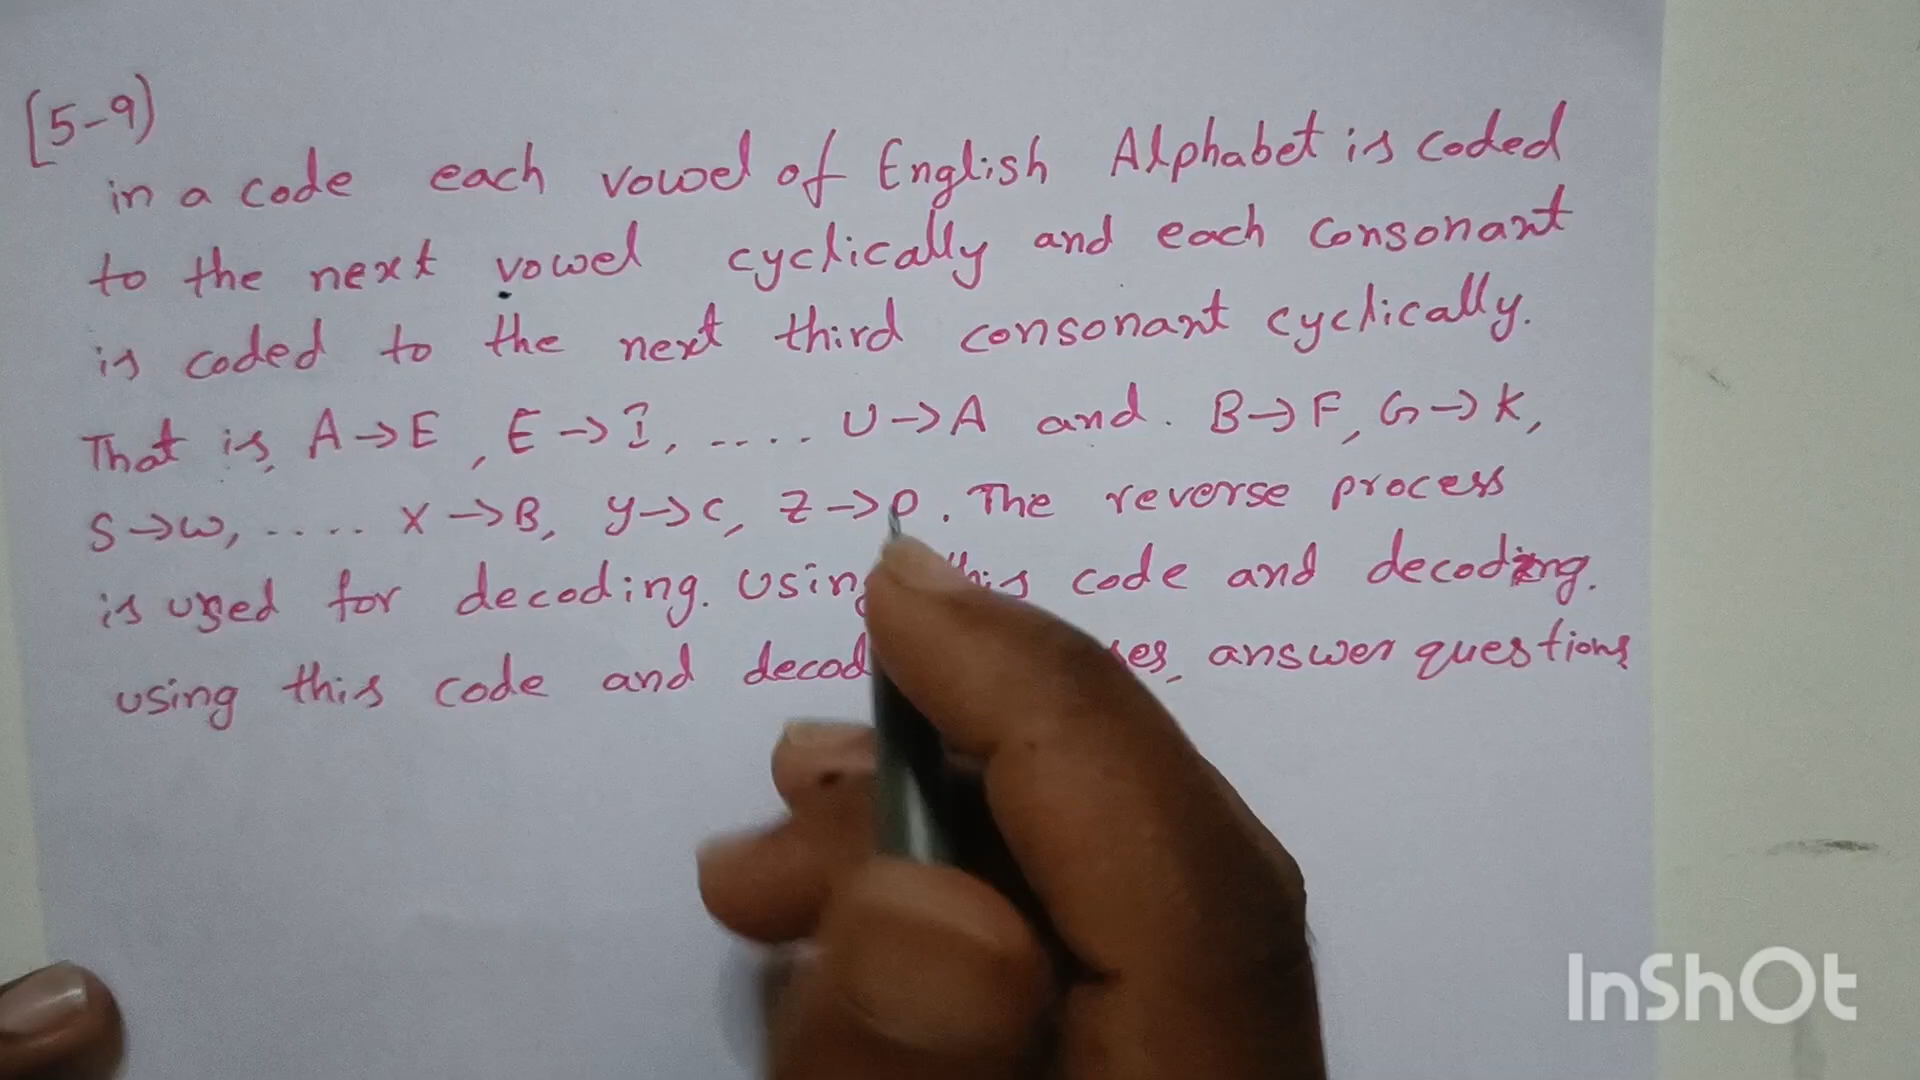 [5-9)
in a code each vowel of English Alphabet is coded
to the next vowel cyclically and each consonant
is coded to the next third consonant cyclically.
That is, A→E, E→I, .... U→A and. B→F, G→K,
S→W, .... X→B, Y→C, Z→D. The reverse process
is used for decoding. Using this code and decoding.
using this code and answer questions
InShOt